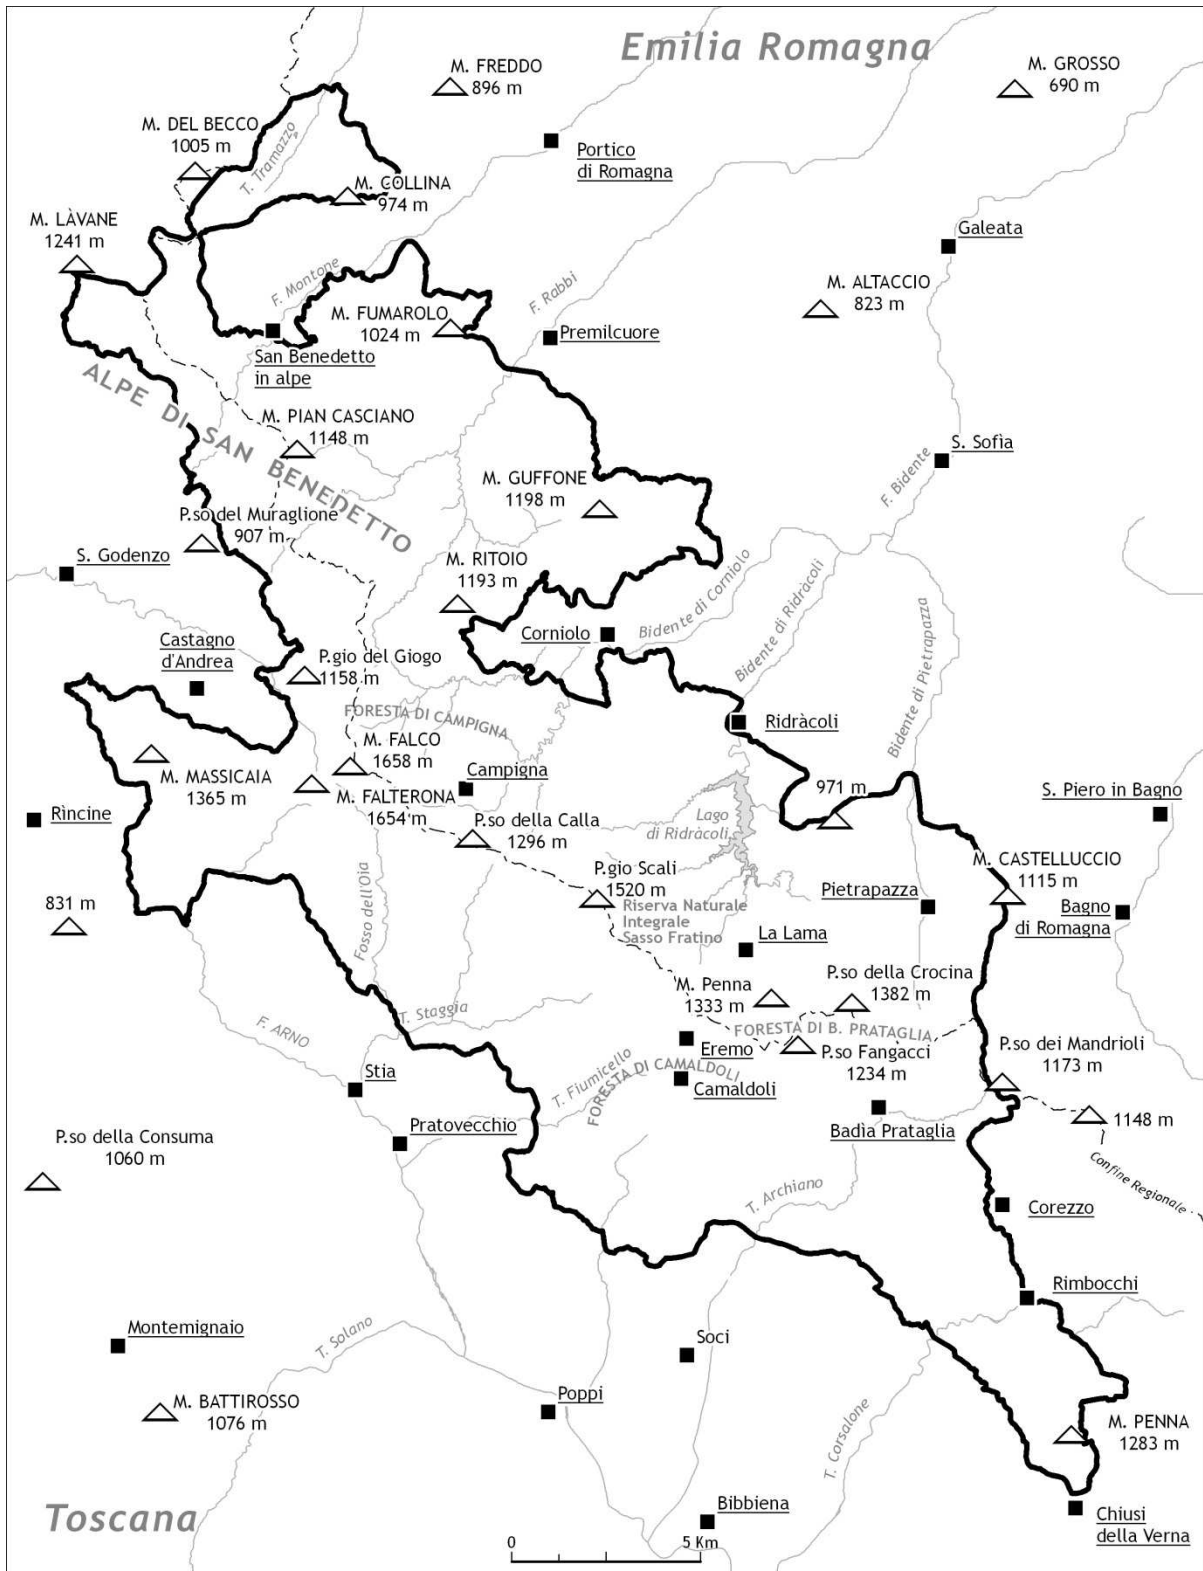 Emilia Romagna
M. FREDDO
896 m
M. GROSSO
690 m
M. DEL BECCO
1005 m
T. Tramazzo
Portico
di Romagna
M. COLLINA
974 m
M. LÀVANE
1241 m
Galeata
F. Montone
F. Rabbi
M. ALTACCIO
823 m
M. FUMAROLO
1024 m
Premilcuore
San Benedetto
in alpe
ALPE DI SAN BENEDETTO
M. PIAN CASCIANO
1148 m
S. Sofìa
F. Bidente
M. GUFFONE
1198 m
P.so del Muraglione
907 m
S. Godenzo
M. RITOIO
1193 m
Bidente di Corniolo
Bidente di Ridràcoli
Bidente di Pietrapazza
Corniolo
Castagno
d'Andrea
P.gio del Giogo
1158 m
FORESTA DI CAMPIGNA
Ridràcoli
M. FALCO
1658 m
M. MASSICAIA
1365 m
M. FALTERONA
1654 m
Campigna
971 m
S. Piero in Bagno
Rìncine
P.so della Calla
1296 m
Lago
di Ridràcoli
M. CASTELLUCCIO
1115 m
P.gio Scali
1520 m
Pietrapazza
831 m
Riserva Naturale
Integrale
Sasso Fratino
Bagno
di Romagna
Fosso dell'Oia
La Lama
P.so della Crocina
1382 m
M. Penna
1333 m
T. Staggia
F. ARNO
FORESTA DI B. PRATAGLIA
Eremo
P.so Fangacci
1234 m
P.so dei Mandrioli
1173 m
Stia
T. Fiumicello
FORESTA DI CAMALDOLI
Camaldoli
Pratovecchio
Badìa Prataglia
1148 m
P.so della Consuma
1060 m
Confine Regionale
T. Archiano
Corezzo
Rimbocchi
Montemignaio
T. Solano
Soci
M. BATTIROSSO
1076 m
Poppi
T. Corsalone
M. PENNA
1283 m
Toscana
Bibbiena
Chiusi
della Verna
0 5 Km